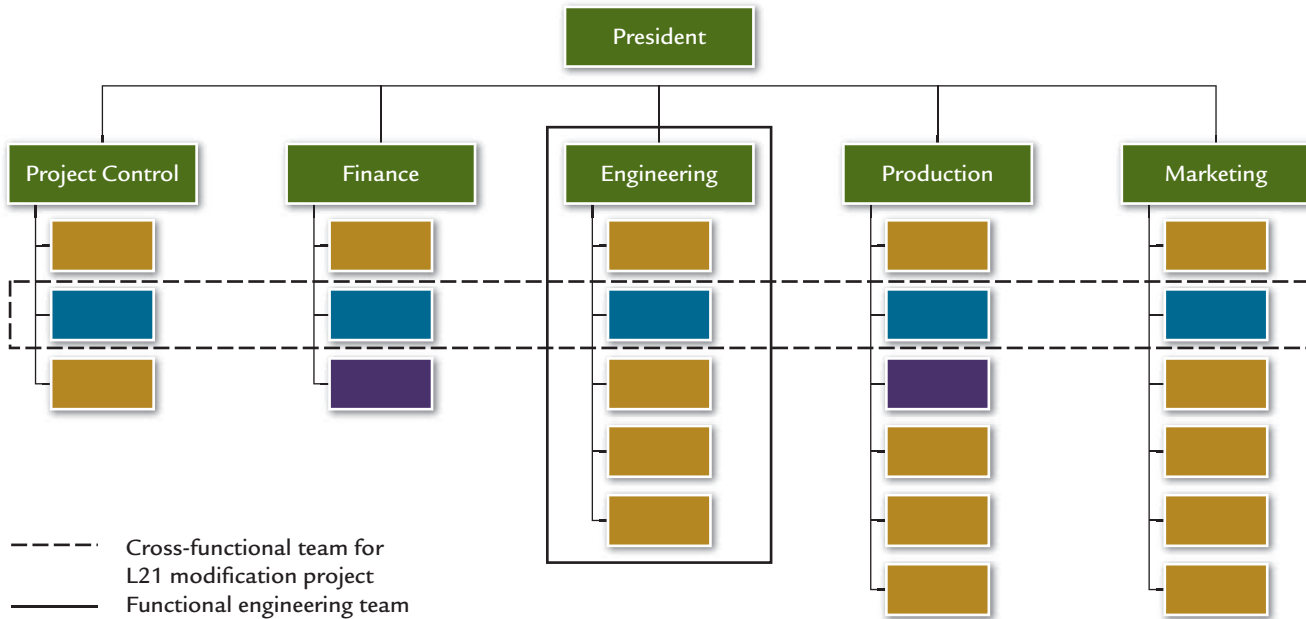 President
Project Control
Finance
Engineering
Production
Marketing
Cross-functional team for
L21 modification project
Functional engineering team